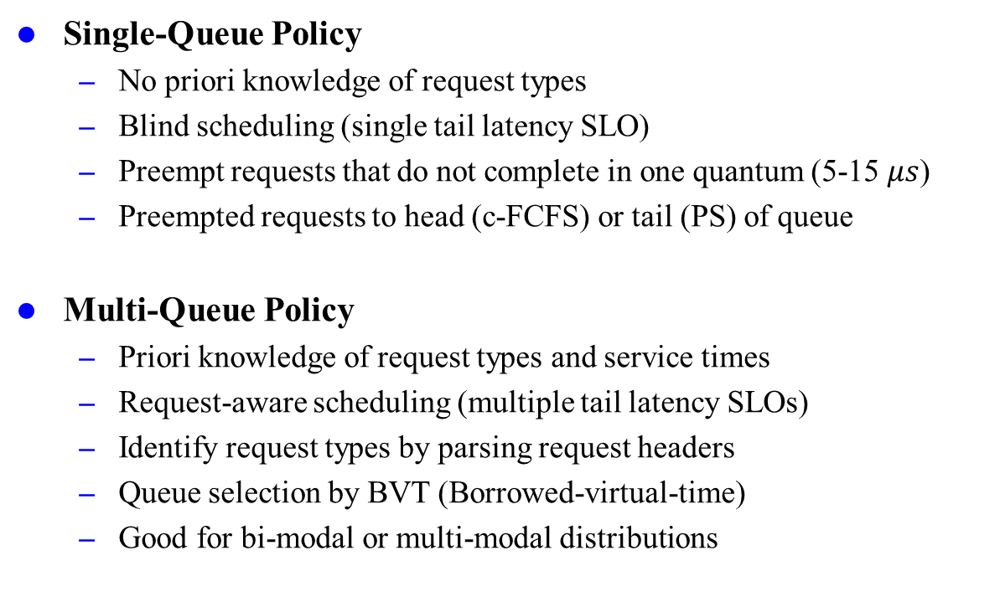 ● Single-Queue Policy
– No priori knowledge of request types
– Blind scheduling (single tail latency SLO)
– Preempt requests that do not complete in one quantum (5-15 μs)
– Preempted requests to head (c-FCFS) or tail (PS) of queue
● Multi-Queue Policy
– Priori knowledge of request types and service times
– Request-aware scheduling (multiple tail latency SLOs)
– Identify request types by parsing request headers
– Queue selection by BVT (Borrowed-virtual-time)
– Good for bi-modal or multi-modal distributions